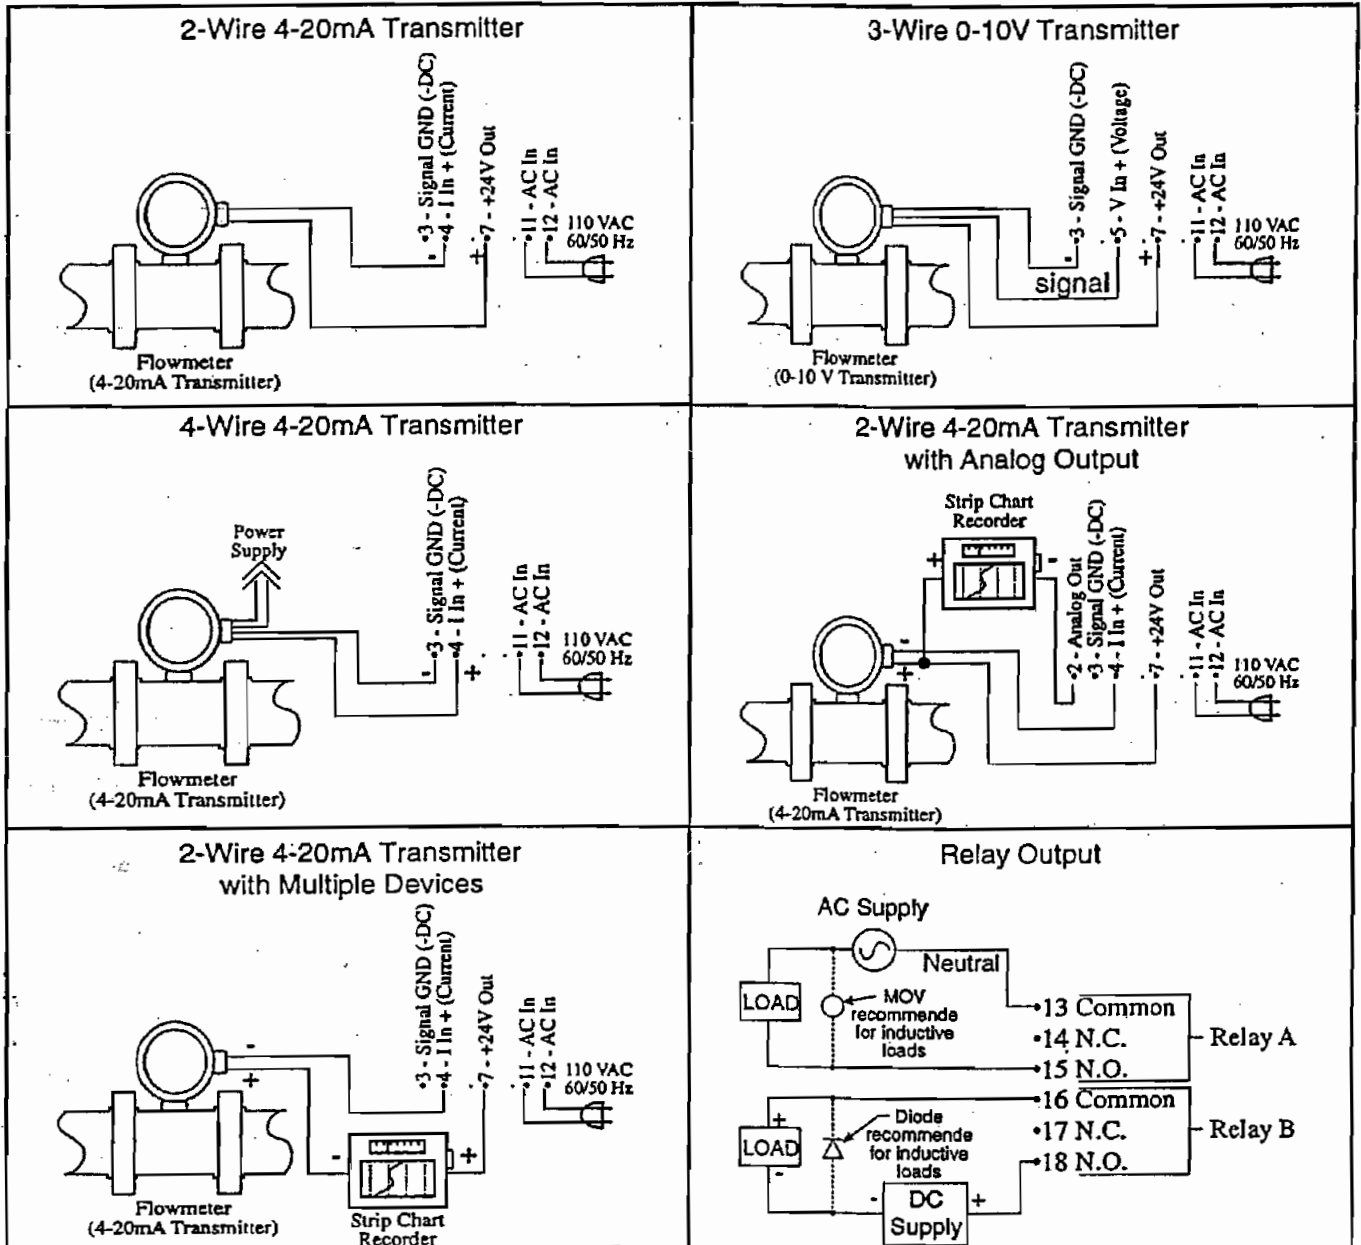 2-Wire 4-20mA Transmitter
3 - Signal GND (-DC)
4 - I In + (Current)
7 - +24V Out
11 - AC In
12 - AC In
110 VAC
60/50 Hz
-
+
Flowmeter
(4-20mA Transmitter)
3-Wire 0-10V Transmitter
3 - Signal GND (-DC)
5 - V In + (Voltage)
7 - +24V Out
11 - AC In
12 - AC In
110 VAC
60/50 Hz
-
+
signal
Flowmeter
(0-10 V Transmitter)
4-Wire 4-20mA Transmitter
Power
Supply
3 - Signal GND (-DC)
4 - I In + (Current)
11 - AC In
12 - AC In
110 VAC
60/50 Hz
-
+
Flowmeter
(4-20mA Transmitter)
2-Wire 4-20mA Transmitter
with Analog Output
Strip Chart
Recorder
+
-
2 - Analog Out
3 - Signal GND (-DC)
4 - I In + (Current)
7 - +24V Out
11 - AC In
12 - AC In
110 VAC
60/50 Hz
-
+
Flowmeter
(4-20mA Transmitter)
2-Wire 4-20mA Transmitter
with Multiple Devices
3 - Signal GND (-DC)
4 - I In + (Current)
7 - +24V Out
11 - AC In
12 - AC In
110 VAC
60/50 Hz
-
+
-
+
Flowmeter
(4-20mA Transmitter)
Strip Chart
Recorder
Relay Output
AC Supply
Neutral
LOAD
MOV
recommende
for inductive
loads
13 Common
14 N.C.
15 N.O.
Relay A
16 Common
17 N.C.
18 N.O.
Relay B
+
LOAD
-
Diode
recommende
for inductive
loads
-
DC
Supply
+